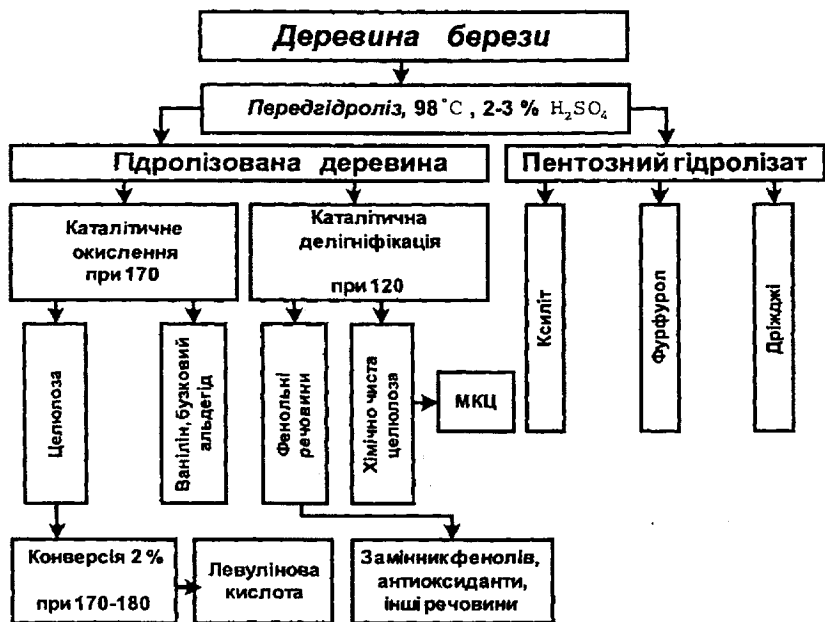 Деревина берези
Передгідроліз, 98˚C , 2-3 % H₂SO₄
Гідролізована деревина
Пентозний гідролізат
Каталітичне
окислення
при 170
Каталітична
делігніфікація
при 120
Ксиліт
Фурфурол
Дріжджі
Целюлоза
Ванілін, бузковий
альдегід
Фенольні
речовини
Хімічно чиста
целюлоза
МКЦ
Конверсія 2 %
при 170-180
Левулінова
кислота
Замінник фенолів,
антиоксиданти,
інші речовини